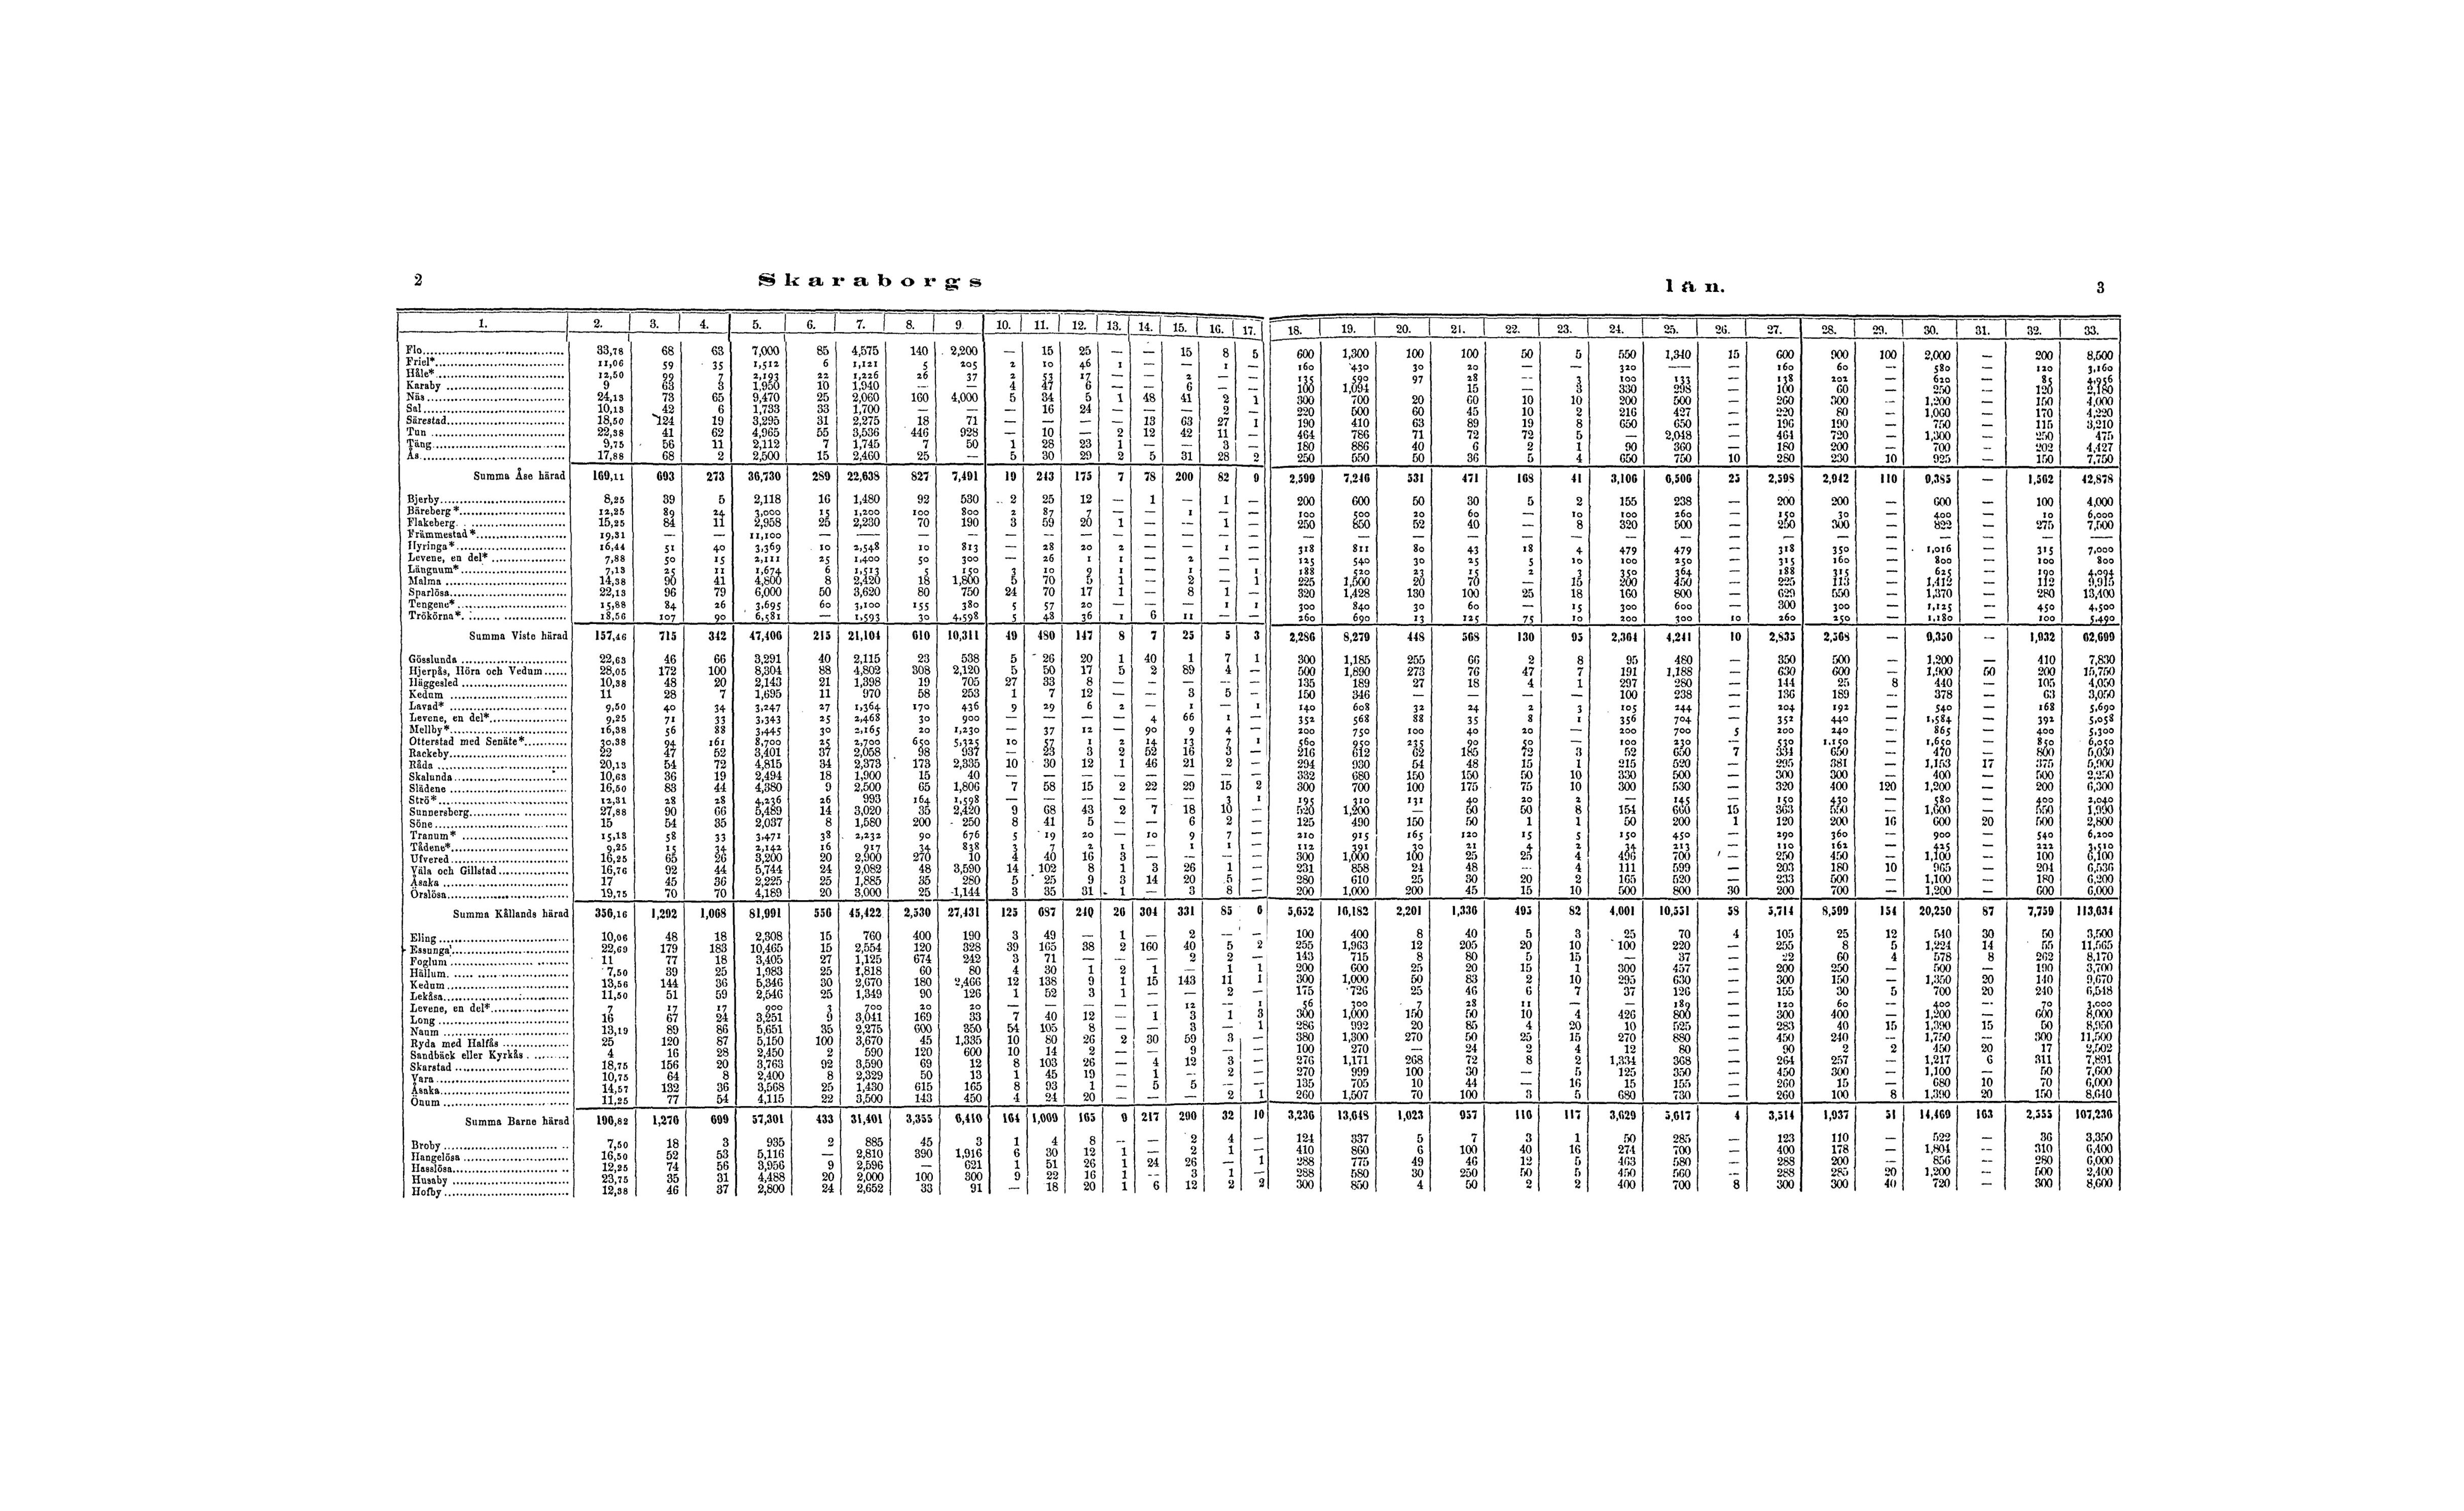 2 Skaraborgs län. 3
1. 2. 3. 4. 5. 6. 7. 8. 9 10. 11. 12. 13. 14. 15. 16. 17. 18. 19. 20. 21. 22. 23. 24. 25. 26. 27. 28. 29. 30. 31. 32. 33.
Flo 33,78 68 63 7,000 85 4,575 140 2,200 — 15 25 — — 15 8 5 600 1,300 100 100 50 5 550 1,340 15 600 900 100 2,000 — 200 8,500
Friel* 11,06 59 35 1,512 6 1,121 5 205 2 10 46 1 — — 1 — 160 430 30 20 — — 320 — — 160 60 — 580 — 120 3,160
Håle* 12,50 99 7 2,193 22 1,226 26 37 2 53 17 — — 2 — — 135 590 97 28 — 3 100 133 — 138 202 — 620 — 85 4,956
Karaby 9 63 3 1,950 10 1,940 — — 4 47 6 — — 6 — — 100 1,094 — 15 — 3 330 298 — 100 60 — 250 — 120 2,180
Näs 24,13 73 65 9,470 25 2,060 160 4,000 5 34 5 1 48 41 2 1 300 700 20 60 10 10 200 500 — 260 300 — 1,200 — 150 4,000
Sal 10,13 42 6 1,733 33 1,700 — — — 16 24 — — — 2 — 220 500 60 45 10 2 216 427 — 220 80 — 1,060 — 170 4,220
Särestad 18,50 124 19 3,295 31 2,275 18 71 — — — — 13 63 27 1 190 410 63 89 19 8 650 650 — 196 190 — 750 — 115 3,210
Tun 22,38 41 62 4,965 55 3,536 446 928 — 10 — 2 12 42 11 — 464 786 71 72 72 5 — 2,048 — 464 720 — 1,300 — 250 475
Täng 9,75 56 11 2,112 7 1,745 7 50 1 28 23 1 — — 3 — 180 886 40 6 2 1 90 360 — 180 200 — 700 — 202 4,427
Ås 17,88 68 2 2,500 15 2,460 25 — 5 30 29 2 5 31 28 2 250 550 50 36 5 4 650 750 10 280 230 10 925 — 150 7,750
Summa Åse härad 169,11 693 273 36,730 289 22,638 827 7,491 19 243 175 7 78 200 82 9 2,599 7,246 531 471 168 41 3,106 6,506 25 2,598 2,942 110 9,385 — 1,562 42,878
Bjerby 8,25 39 5 2,118 16 1,480 92 530 2 25 12 — 1 — 1 — 200 600 50 30 5 2 155 238 — 200 200 — 600 — 100 4,000
Bäreberg* 12,25 89 24 3,000 15 1,200 100 800 2 87 7 — — 1 — — 100 500 20 60 — 10 100 260 — 150 30 — 400 — 10 6,000
Flakeberg 15,25 84 11 2,958 25 2,230 70 190 3 59 20 1 — — 1 — 250 850 52 40 — 8 320 500 — 250 300 — 822 — 275 7,500
Främmestad* 19,31 — — 11,100 — — — — — — — — — — — — — — — — — — — — — — — — — — — —
Hyringa* 16,44 51 40 3,369 10 2,548 10 813 — 28 20 2 — — 1 — 318 811 80 43 18 4 479 479 — 318 350 — 1,016 — 315 7,000
Levene, en del* 7,88 50 15 2,111 25 1,400 50 300 — 26 1 1 — 2 — — 125 540 30 25 5 10 100 250 — 315 160 — 800 — 100 800
Längnum* 7,13 25 11 1,674 6 1,513 5 150 3 10 9 1 — 1 — 1 188 520 23 15 2 3 350 364 — 188 315 — 625 — 190 4,094
Malma 14,38 90 41 4,800 8 2,420 18 1,800 5 70 5 1 — 2 — 1 225 1,500 20 70 — 15 200 450 — 225 113 — 1,412 — 112 9,915
Sparlösa 22,13 96 79 6,000 50 3,620 80 750 24 70 17 1 — 8 1 — 320 1,428 130 100 25 18 160 800 — 629 550 — 1,370 — 280 13,400
Tengene* 15,88 84 26 3,695 60 3,100 155 380 5 57 20 — — — 1 1 300 840 30 60 — 15 300 600 — 300 300 — 1,125 — 450 4,500
Trökörna* 18,56 107 90 6,581 — 1,593 30 4,598 5 48 36 1 6 11 — — 260 690 13 125 75 10 200 300 10 260 250 — 1,180 — 100 5,490
Summa Viste härad 157,46 715 342 47,406 215 21,104 610 10,311 49 480 147 8 7 25 5 3 2,286 8,279 448 568 130 95 2,364 4,241 10 2,835 2,568 — 9,350 — 1,932 62,699
Gösslunda 22,63 46 66 3,291 40 2,115 23 538 5 26 20 1 40 1 7 1 300 1,185 255 66 2 8 95 480 — 350 500 — 1,200 — 410 7,830
Hjerpås, Höra och Vedum 28,05 172 100 8,304 88 4,802 308 2,120 5 50 17 5 2 89 4 — 500 1,890 273 76 47 7 191 1,188 — 630 600 — 1,900 50 200 15,750
Häggesled 10,38 48 20 2,143 21 1,398 19 705 27 33 8 — — — — — 135 189 27 18 4 1 297 280 — 144 25 8 440 — 105 4,050
Kedum 11 28 7 1,695 11 970 58 253 1 7 12 — — 3 5 — 150 346 — — — — 100 238 — 136 189 — 378 — 63 3,050
Lavad* 9,50 40 34 3,247 27 1,364 170 436 9 29 6 2 — 1 — 1 140 608 32 24 2 3 105 244 — 204 192 — 540 — 168 5,690
Levene, en del* 9,25 71 33 3,343 25 2,468 30 900 — — — — 4 66 1 — 352 568 88 35 8 1 356 704 — 352 440 — 1,584 — 392 5,058
Mellby* 16,38 56 88 3,445 30 2,165 20 1,230 — 37 12 — 90 9 4 — 200 750 100 40 20 — 200 700 5 200 240 — 865 — 400 5,300
Otterstad med Senäte* 30,38 94 161 8,700 25 2,700 650 5,325 10 57 1 2 14 13 7 1 560 950 235 90 50 — 100 230 — 530 1,150 — 1,650 — 850 6,050
Rackeby 22 47 52 3,401 37 2,058 98 937 — 23 3 2 52 16 3 — 216 612 62 185 72 3 52 650 7 334 650 — 470 — 800 5,030
Råda 20,13 54 72 4,815 34 2,373 173 2,335 10 30 12 1 46 21 2 — 294 930 54 48 15 1 215 520 — 295 381 — 1,153 17 375 5,900
Skalunda 10,63 36 19 2,494 18 1,900 15 40 — — — — — — — — 332 680 150 150 50 10 330 500 — 300 300 — 400 — 500 2,250
Slädene 16,50 83 44 4,380 9 2,500 65 1,806 7 58 15 2 22 29 15 2 300 700 100 175 75 10 300 530 — 320 400 120 1,200 — 200 6,300
Strö* 12,31 28 28 4,236 26 993 164 1,598 — — — — — — 3 1 195 310 131 40 20 2 — 145 — 150 430 — 580 — 400 2,040
Sunnersberg 27,88 90 66 5,489 14 3,020 35 2,420 9 68 43 2 7 18 10 — 520 1,200 — 50 50 8 154 660 15 363 550 — 1,600 — 550 1,990
Söne 15 54 35 2,037 8 1,580 200 250 8 41 5 — — 6 2 — 125 490 150 50 1 1 50 200 1 120 200 16 600 20 500 2,800
Tranum* 15,13 58 33 3,471 38 2,232 90 676 5 19 20 — 10 9 7 — 210 915 165 120 15 5 150 450 — 290 360 — 900 — 540 6,200
Tådene* 9,25 15 34 2,142 16 917 34 838 3 7 2 1 — 1 1 — 112 391 30 21 4 2 34 213 — 110 162 — 425 — 222 3,510
Ufvered 16,25 65 26 3,200 20 2,900 270 10 4 40 16 3 — — — — 300 1,000 100 25 25 4 496 700 — 250 450 — 1,100 — 100 6,100
Väla och Gillstad 16,76 92 44 5,744 24 2,082 48 3,590 14 102 8 1 3 26 1 — 231 858 24 48 — 4 111 599 — 203 180 10 965 — 204 6,536
Åsaka 17 45 36 2,225 25 1,885 35 280 5 25 9 3 14 20 5 — 280 610 25 30 20 2 165 520 — 233 500 — 1,100 — 180 6,200
Örslösa 19,75 70 70 4,189 20 3,000 25 1,144 3 35 31 1 — 3 8 — 200 1,000 200 45 15 10 500 800 30 200 700 — 1,200 — 600 6,000
Summa Kållands härad 356,16 1,292 1,068 81,991 556 45,422 2,530 27,431 125 687 240 26 304 331 85 6 5,652 16,182 2,201 1,336 495 82 4,001 10,551 58 5,714 8,599 154 20,250 87 7,759 113,634
Eling 10,06 48 18 2,308 15 760 400 190 3 49 — 1 — 2 — — 100 400 8 40 5 3 25 70 4 105 25 12 540 30 50 3,500
Essunga 22,69 179 183 10,465 15 2,554 120 328 39 165 38 2 160 40 5 2 255 1,963 12 205 20 10 100 220 — 255 8 5 1,224 14 55 11,565
Foglum 11 77 18 3,405 27 1,125 674 242 3 71 — — — 2 2 — 143 715 8 80 5 15 — 37 — 22 60 4 578 8 262 8,170
Hällum 7,50 39 25 1,983 25 1,818 60 80 4 30 1 2 1 — 1 1 200 600 25 20 15 1 300 457 — 200 250 — 500 — 190 3,700
Kedum 13,56 144 36 5,346 30 2,670 180 2,466 12 138 9 1 15 143 11 1 300 1,000 50 83 2 10 295 630 — 300 150 — 1,350 20 140 9,670
Lekåsa 11,50 51 59 2,546 25 1,349 90 126 1 52 3 1 — — 2 — 175 726 25 46 6 7 37 126 — 155 30 5 700 20 240 6,548
Levene, en del* 7 17 17 900 3 700 20 20 — — — — — 12 — 1 56 300 7 28 11 — — 189 — 120 60 — 400 — 70 3,000
Long 16 67 24 3,251 9 3,041 169 33 7 40 12 — 1 3 1 3 300 1,000 150 50 10 4 426 800 — 300 400 — 1,200 — 600 8,000
Naum 13,19 89 86 5,651 35 2,275 600 350 54 105 8 — — 3 — 1 286 992 20 85 4 20 10 525 — 283 40 15 1,390 15 50 8,950
Ryda med Halfås 25 120 87 5,150 100 3,670 45 1,335 10 80 26 2 30 59 3 — 380 1,300 270 50 25 15 270 880 — 450 240 — 1,750 — 300 11,500
Sandbäck eller Kyrkås 4 16 28 2,450 2 590 120 600 10 14 2 — — 9 — — 100 270 — 24 2 4 12 80 — 90 2 2 450 20 17 2,502
Skarstad 18,75 156 20 3,763 92 3,590 69 12 8 103 26 — 4 12 3 — 276 1,171 268 72 8 2 1,334 368 — 264 257 — 1,217 6 311 7,891
Vara 10,75 64 8 2,400 8 2,329 50 13 1 45 19 — 1 — 2 — 270 999 100 30 — 5 125 350 — 450 300 — 1,100 — 50 7,600
Åsaka 14,57 132 36 3,568 25 1,430 615 165 8 93 1 — 5 5 — — 135 705 10 44 — 16 15 155 — 260 15 — 680 10 70 6,000
Önum 11,25 77 54 4,115 22 3,500 143 450 4 24 20 — — — 2 1 260 1,507 70 100 3 5 680 730 — 260 100 8 1,390 20 150 8,640
Summa Barne härad 196,82 1,276 699 57,301 433 31,401 3,355 6,410 164 1,009 165 9 217 290 32 10 3,236 13,648 1,023 957 116 117 3,629 5,617 4 3,514 1,937 51 14,469 163 2,555 107,236
Broby 7,50 18 3 935 2 885 45 3 1 4 8 — — 2 4 — 124 337 5 7 3 1 50 285 — 123 110 — 522 — 36 3,350
Hangelösa 16,50 52 53 5,116 — 2,810 390 1,916 6 30 12 1 — 2 1 — 410 860 6 100 40 16 274 700 — 400 178 — 1,804 — 310 6,400
Hasslösa 12,25 74 56 3,956 9 2,596 — 621 1 51 26 1 24 26 — 1 288 775 49 46 12 5 463 580 — 288 200 — 856 — 280 6,000
Husaby 23,75 35 31 4,488 20 2,000 100 300 9 22 16 1 — 3 1 — 288 580 30 250 50 5 450 560 — 288 285 20 1,200 — 500 2,400
Hofby 12,38 46 37 2,800 24 2,652 33 91 — 18 20 1 6 12 2 2 300 850 4 50 2 2 400 700 8 300 300 40 720 — 300 8,600